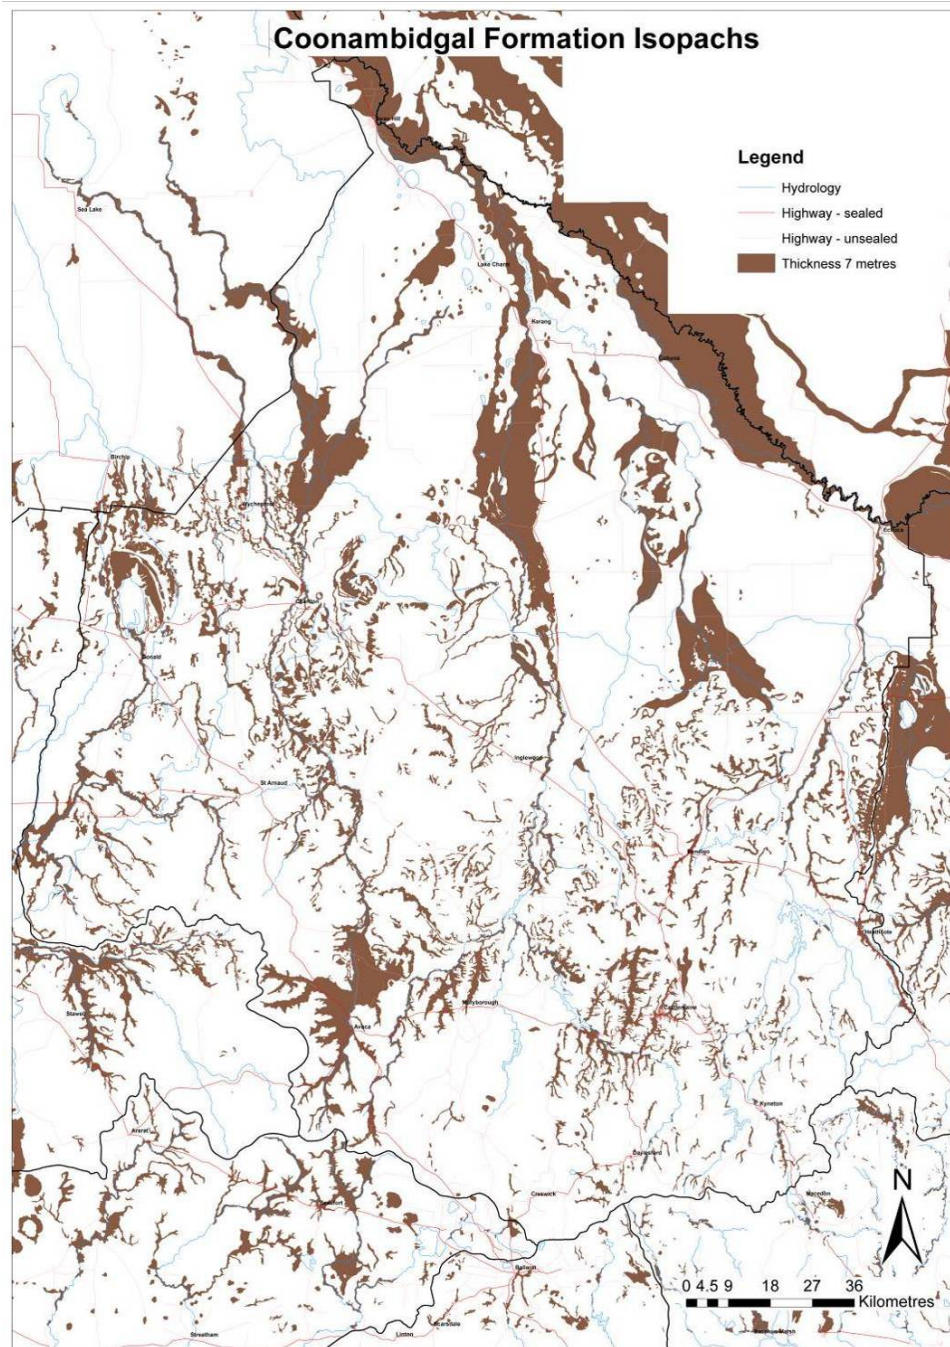 Coonambidgal Formation Isopachs
Legend
Hydrology
Highway - sealed
Highway - unsealed
Thickness 7 metres
Sea Lake
Lake Charm
Kerang
Birchip
Donald
Echuca
Inglewood
St Arnaud
Bendigo
Heathcote
Maryborough
Stawell
Avoca
Kyneton
Ararat
Daylesford
Macedon
Creswick
Ballarat
Scarsdale
Linton
Streatham
N
0 4.5 9 18 27 36
Kilometres